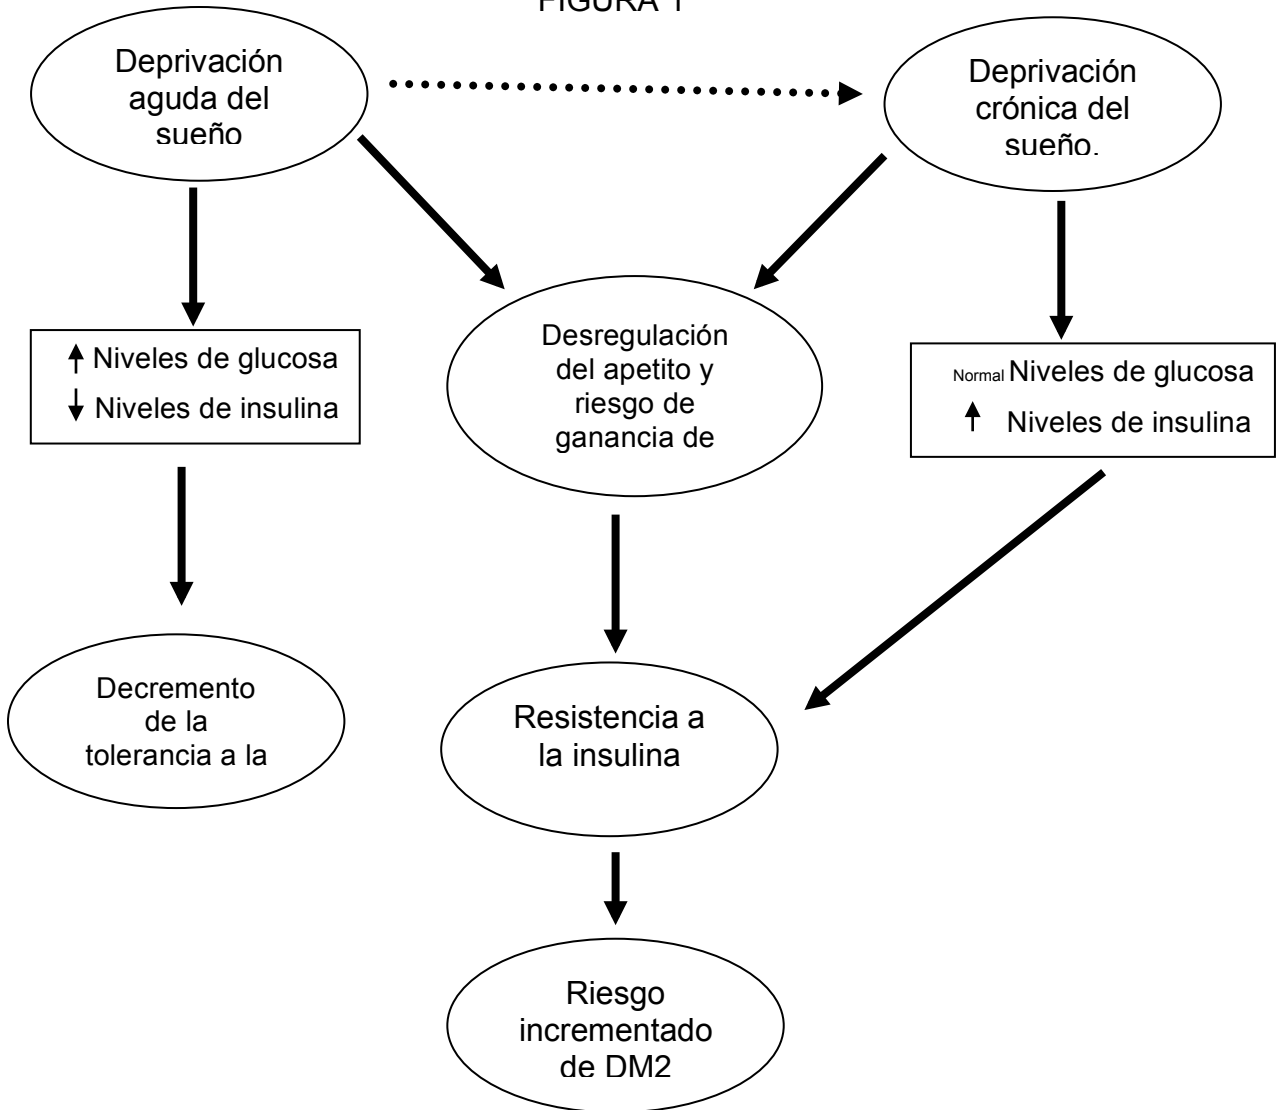 FIGURA 1
Deprivación
aguda del
sueño
Deprivación
crónica del
sueño.
↑ Niveles de glucosa
↓ Niveles de insulina
Desregulación
del apetito y
riesgo de
ganancia de
Normal Niveles de glucosa
↑ Niveles de insulina
Decremento
de la
tolerancia a la
Resistencia a
la insulina
Riesgo
incrementado
de DM2